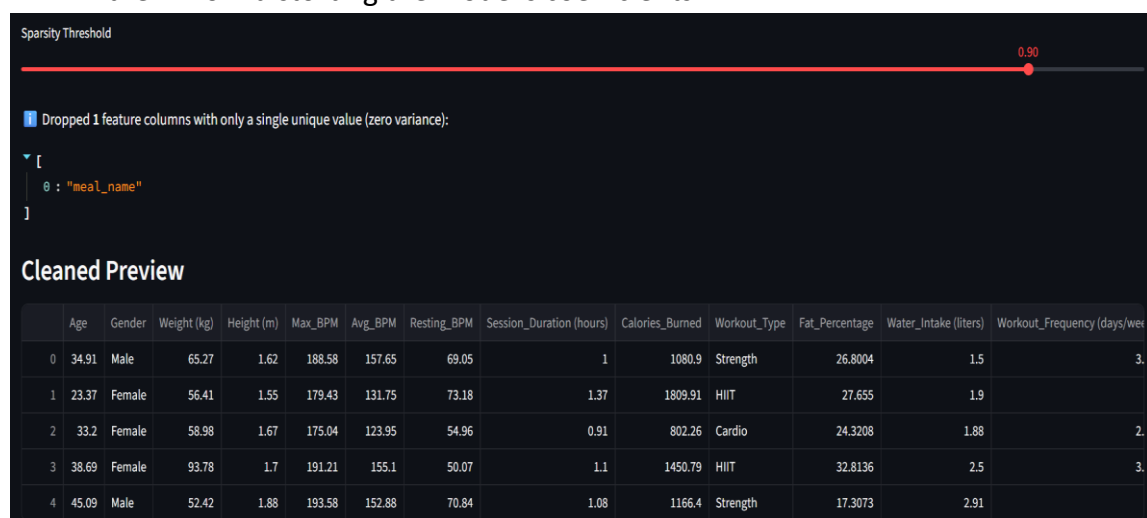 Sparsity Threshold
0.90
Dropped 1 feature columns with only a single unique value (zero variance):
[
0 : "meal_name"
]
Cleaned Preview
Age Gender Weight (kg) Height (m) Max_BPM Avg_BPM Resting_BPM Session_Duration (hours) Calories_Burned Workout_Type Fat_Percentage Water_Intake (liters) Workout_Frequency (days/wee
0 34.91 Male 65.27 1.62 188.58 157.65 69.05 1 1080.9 Strength 26.8004 1.5 3.
1 23.37 Female 56.41 1.55 179.43 131.75 73.18 1.37 1809.91 HIIT 27.655 1.9
2 33.2 Female 58.98 1.67 175.04 123.95 54.96 0.91 802.26 Cardio 24.3208 1.88 2.
3 38.69 Female 93.78 1.7 191.21 155.1 50.07 1.1 1450.79 HIIT 32.8136 2.5 3.
4 45.09 Male 52.42 1.88 193.58 152.88 70.84 1.08 1166.4 Strength 17.3073 2.91